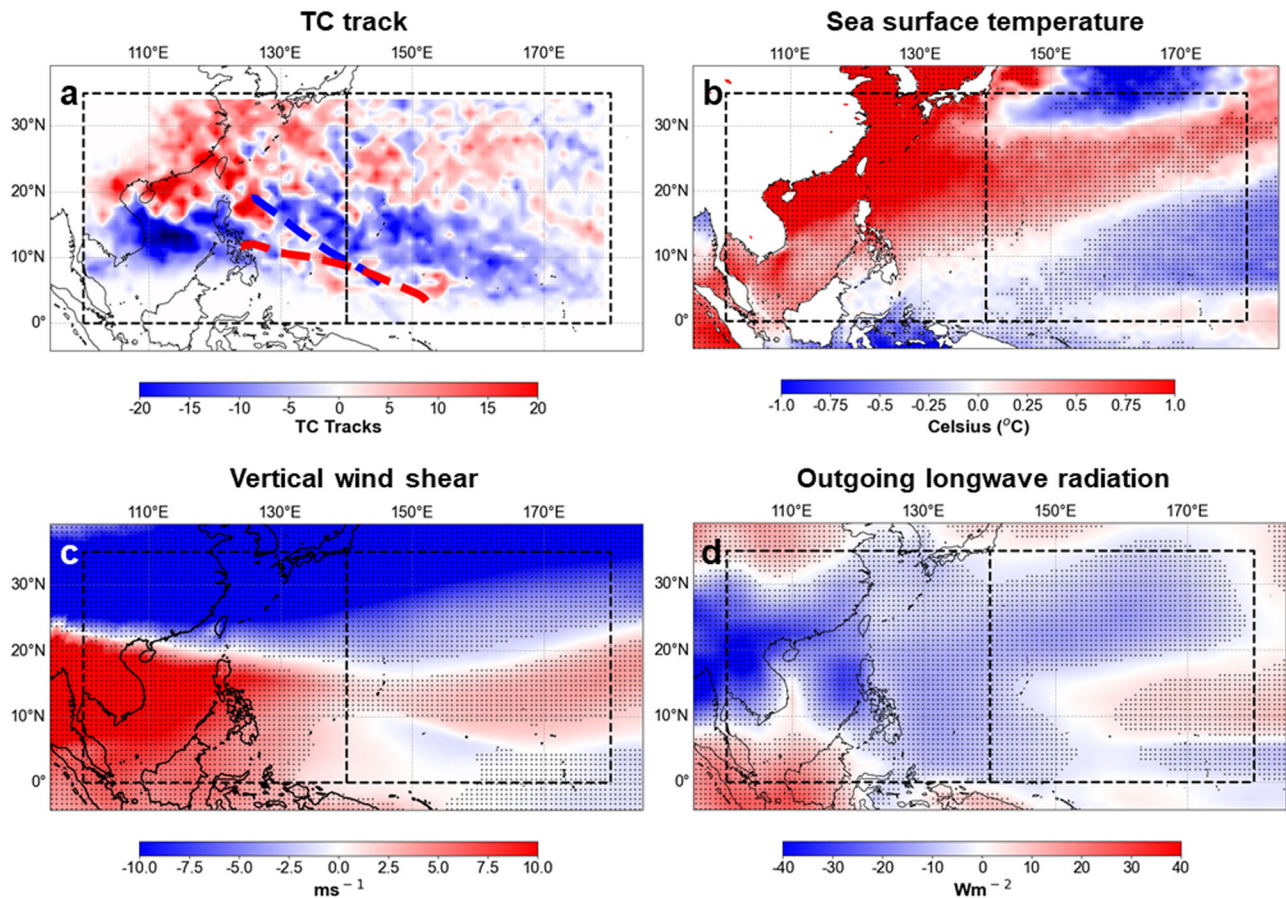 TC track
Sea surface temperature
110°E 130°E 150°E 170°E
110°E 130°E 150°E 170°E
a
b
30°N
20°N
10°N
0°
30°N
20°N
10°N
0°
-20 -15 -10 -5 0 5 10 15 20
TC Tracks
-1.0 -0.75 -0.5 -0.25 0.0 0.25 0.5 0.75 1.0
Celsius (°C)
Vertical wind shear
Outgoing longwave radiation
110°E 130°E 150°E 170°E
110°E 130°E 150°E 170°E
c
d
30°N
20°N
10°N
0°
30°N
20°N
10°N
0°
-10.0 -7.5 -5.0 -2.5 0.0 2.5 5.0 7.5 10.0
ms⁻¹
-40 -30 -20 -10 0 10 20 30 40
Wm⁻²